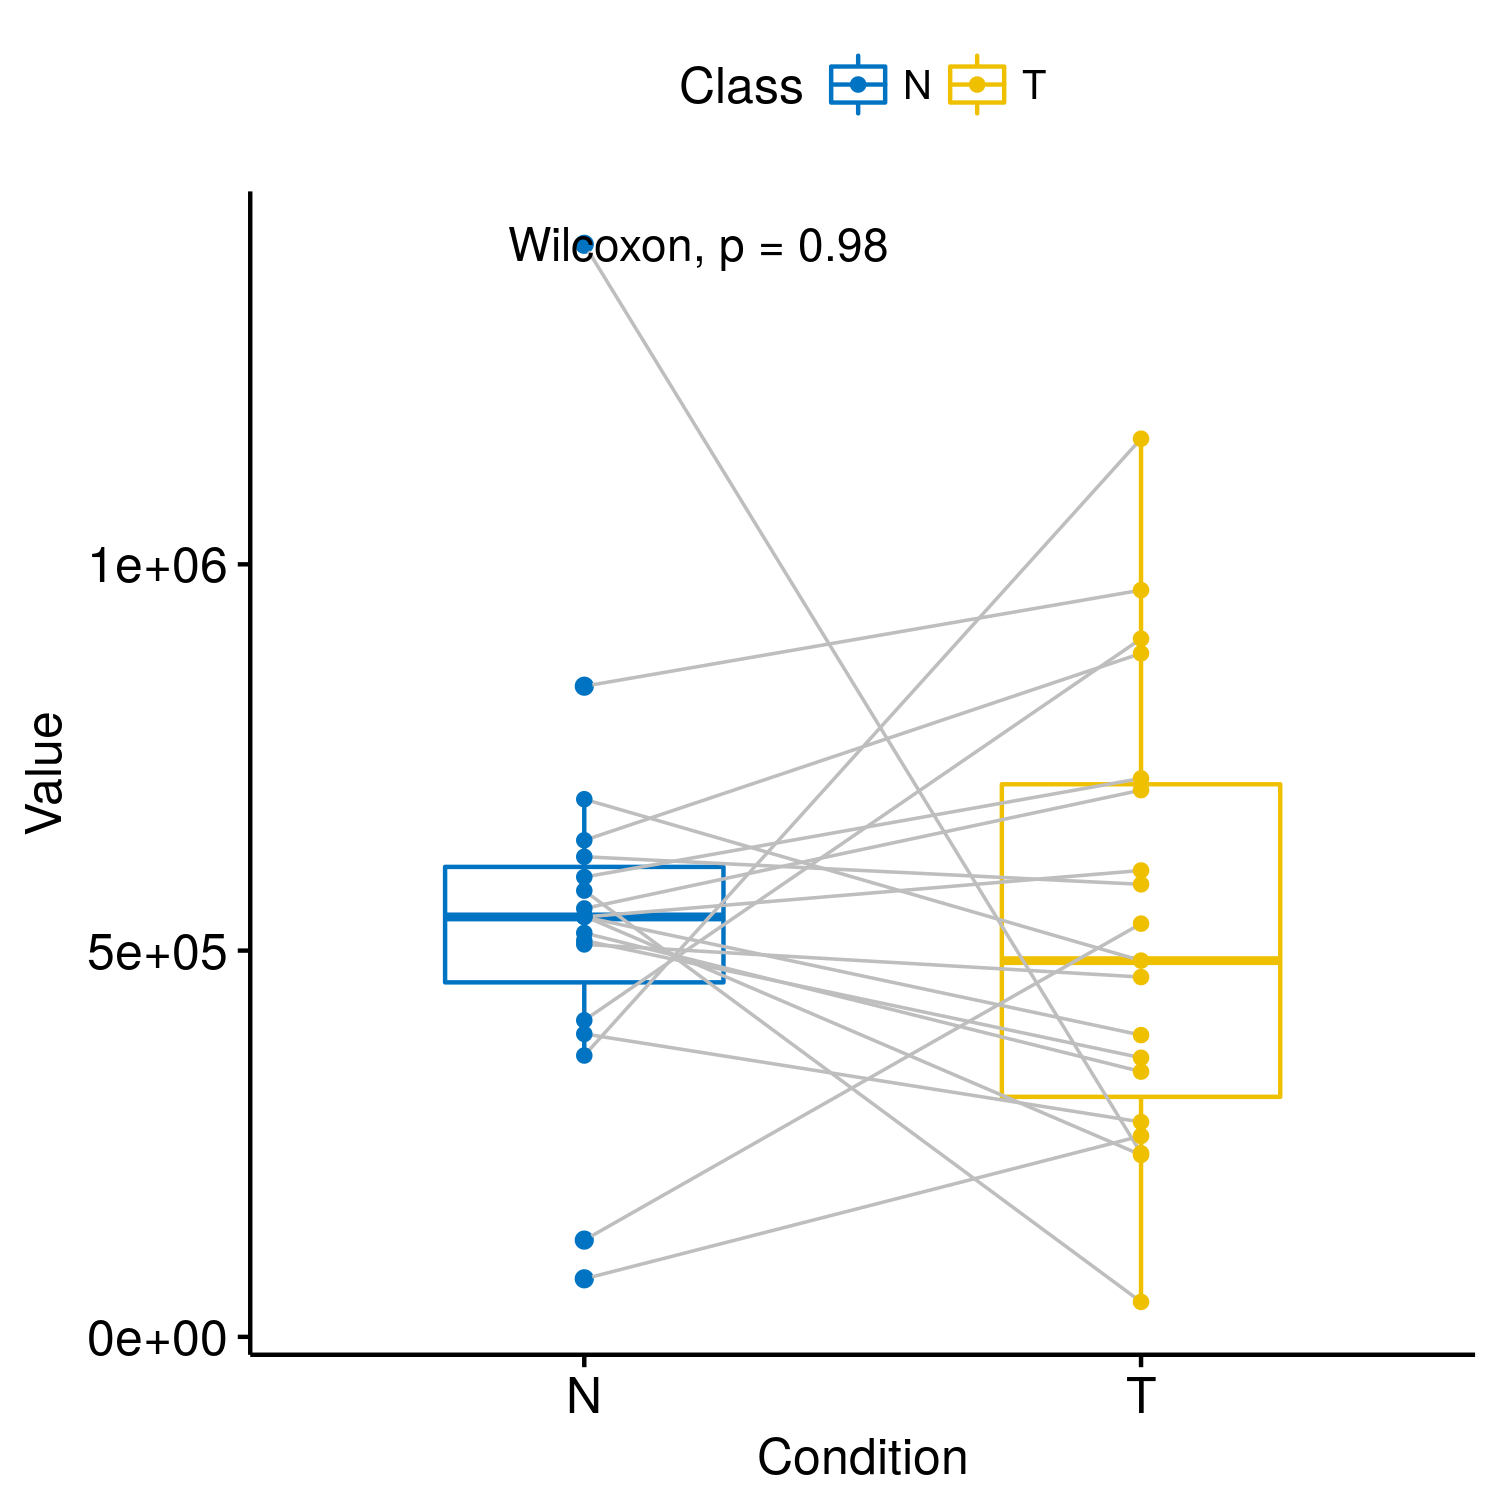 Class N T
Wilcoxon, p = 0.98
1e+06
5e+05
0e+00
Value
N T
Condition